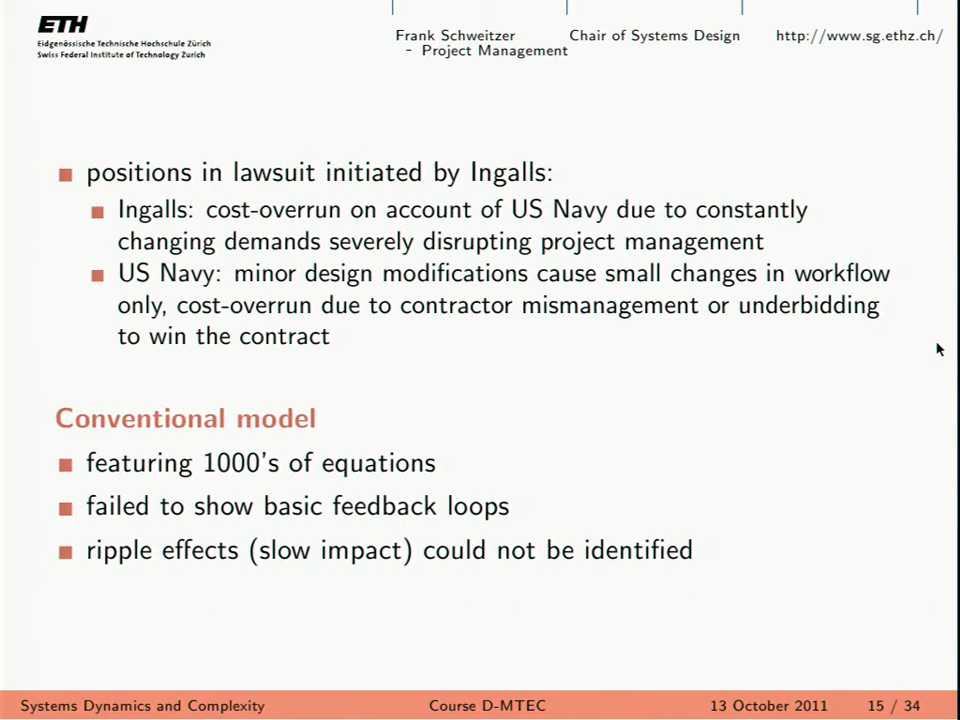 ETH
Eidgenössische Technische Hochschule Zürich
Swiss Federal Institute of Technology Zurich
Frank Schweitzer Chair of Systems Design http://www.sg.ethz.ch/
- Project Management
positions in lawsuit initiated by Ingalls:
Ingalls: cost-overrun on account of US Navy due to constantly
changing demands severely disrupting project management
US Navy: minor design modifications cause small changes in workflow
only, cost-overrun due to contractor mismanagement or underbidding
to win the contract
Conventional model
featuring 1000's of equations
failed to show basic feedback loops
ripple effects (slow impact) could not be identified
Systems Dynamics and Complexity Course D-MTEC 13 October 2011 15 / 34